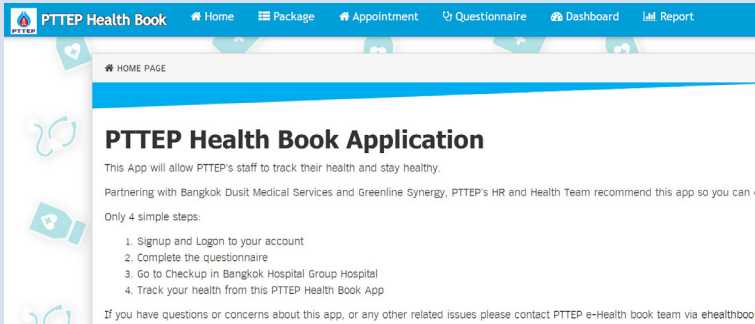 PTTEP PTTEP Health Book Home Package Appointment Questionnaire Dashboard Report
HOME PAGE
PTTEP Health Book Application
This App will allow PTTEP's staff to track their health and stay healthy.
Partnering with Bangkok Dusit Medical Services and Greenline Synergy, PTTEP's HR and Health Team recommend this app so you can
Only 4 simple steps:
1. Signup and Logon to your account
2. Complete the questionnaire
3. Go to Checkup in Bangkok Hospital Group Hospital
4. Track your health from this PTTEP Health Book App
If you have questions or concerns about this app, or any other related issues please contact PTTEP e-Health book team via ehealthboo